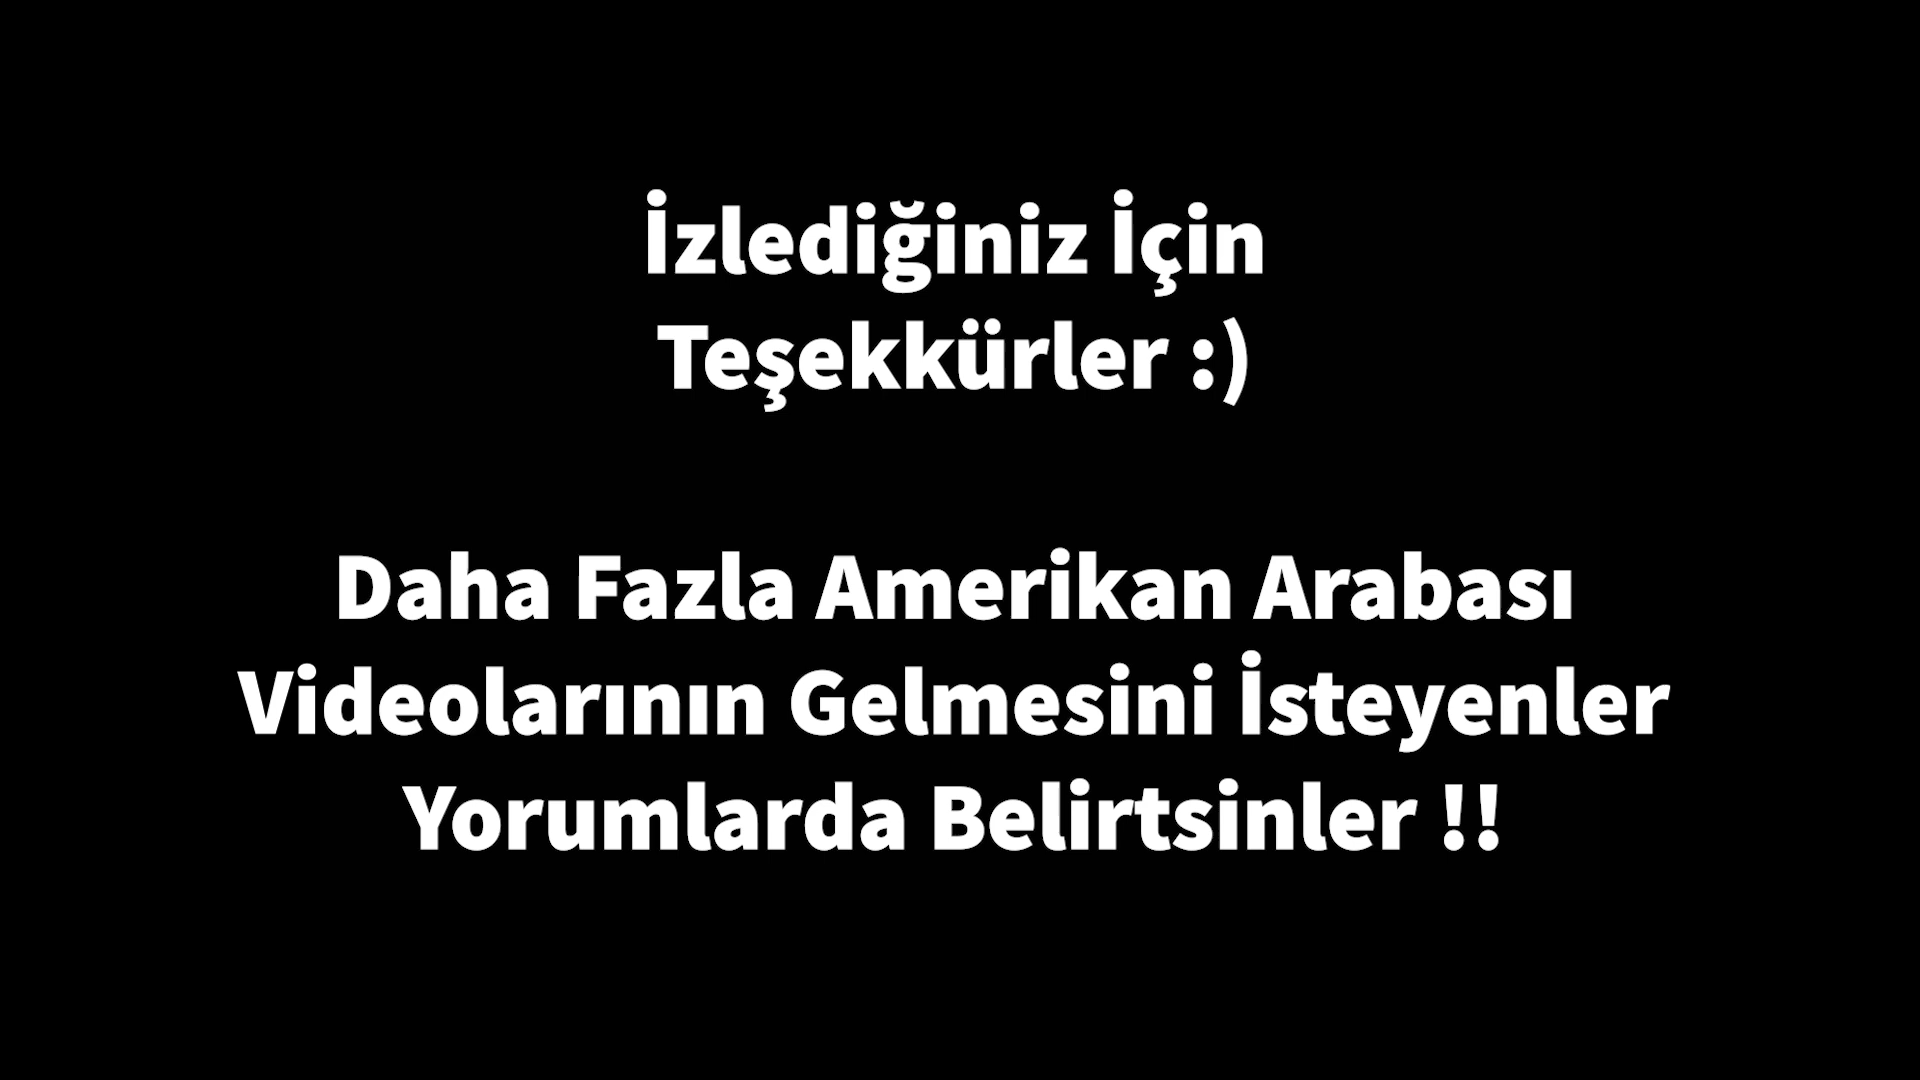 İzlediğiniz İçin
Teşekkürler :)
Daha Fazla Amerikan Arabası
Videolarının Gelmesini İsteyenler
Yorumlarda Belirtsinler !!